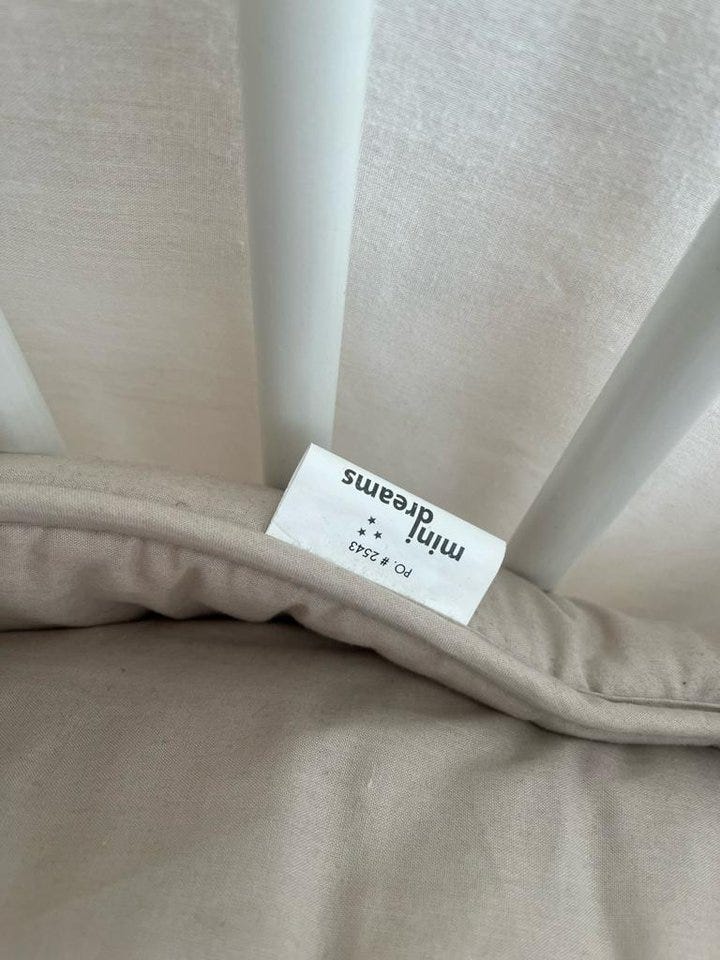 mini
dreams
PO. # 2543